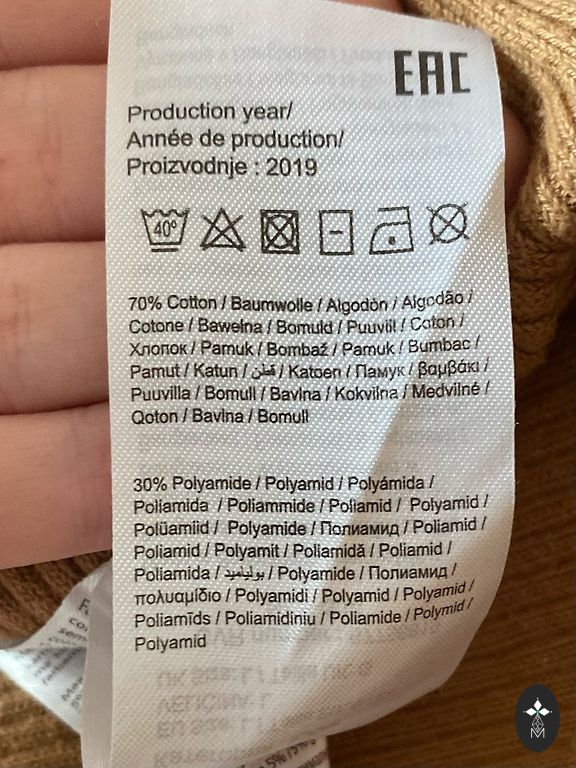 EAC
Production year/
Année de production/
Proizvodnje : 2019
40°
70% Cotton / Baumwolle / Algodòn / Algodão /
Cotone / Bawełna / Bomuld / Puuvill / Coton /
Хлопок / Pamuk / Bombaž / Pamuk / Bumbac /
Pamut / Katun / قطن / Katoen / Памук / βαμβάκι /
Puuvilla / Bomull / Bavlna / Kokvilna / Medvilnė /
Qoton / Bavlna / Bomull
30% Polyamide / Polyamid / Polyámida /
Poliamida / Poliammide / Poliamid / Polyamid /
Polüamiid / Polyamide / Полиамид / Poliamid /
Poliamid / Polyamit / Poliamidă / Poliamid /
Poliamida / بولياميد / Polyamide / Полиамид /
πολυαμίδιο / Polyamidi / Polyamid / Polyamid /
Poliamīds / Poliamidiniu / Poliamide / Polymid /
Polyamid